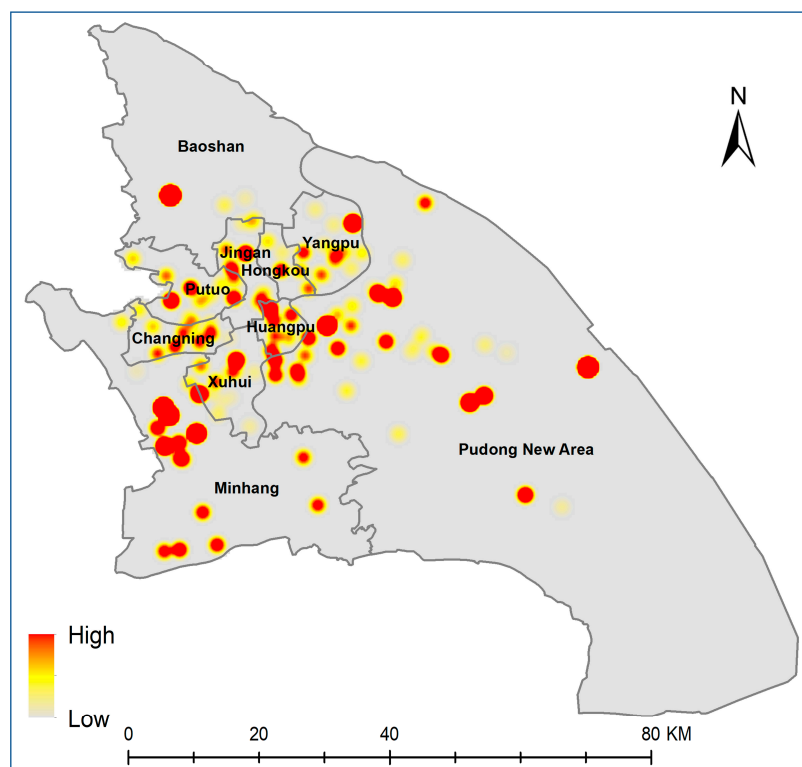 N
Baoshan
Yangpu
Jingan
Hongkou
Putuo
Huangpu
Changning
Xuhui
Pudong New Area
Minhang
High
Low
0 20 40 80 KM